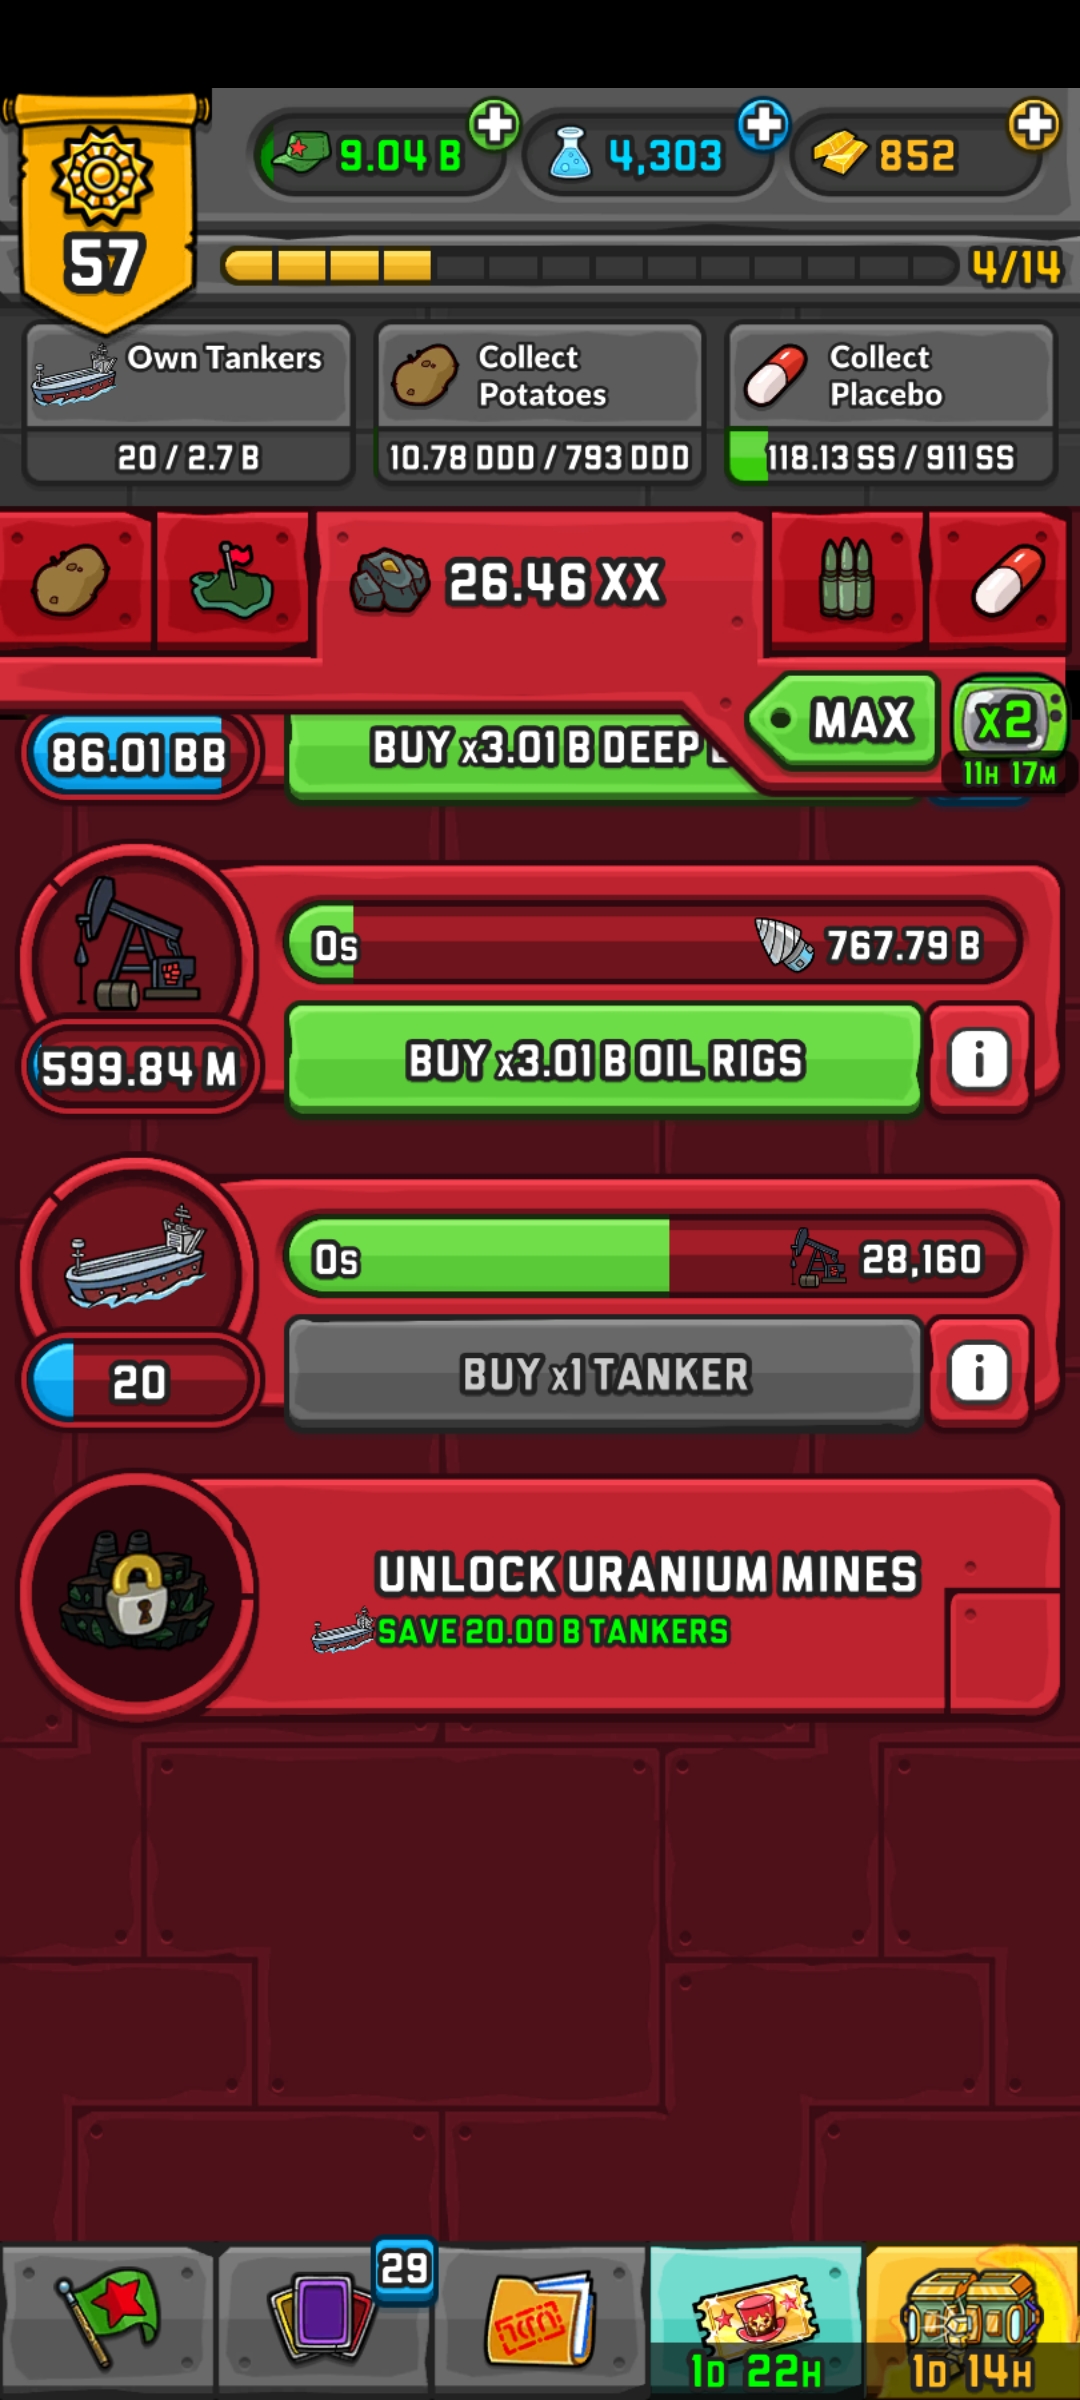 9.04 B
4,303
852
57
4/14
Own Tankers
Collect
Potatoes
Collect
Placebo
20 / 2.7 B
10.78 DDD / 793 DDD
118.13 SS / 911 SS
26.46 XX
MAX
x2
11H 17M
86.01 BB
BUY x3.01 B DEEP
0s
767.79 B
599.84 M
BUY x3.01 B OIL RIGS
i
0s
28,160
20
BUY x1 TANKER
i
UNLOCK URANIUM MINES
SAVE 20.00 B TANKERS
29
1D 22H
1D 14H